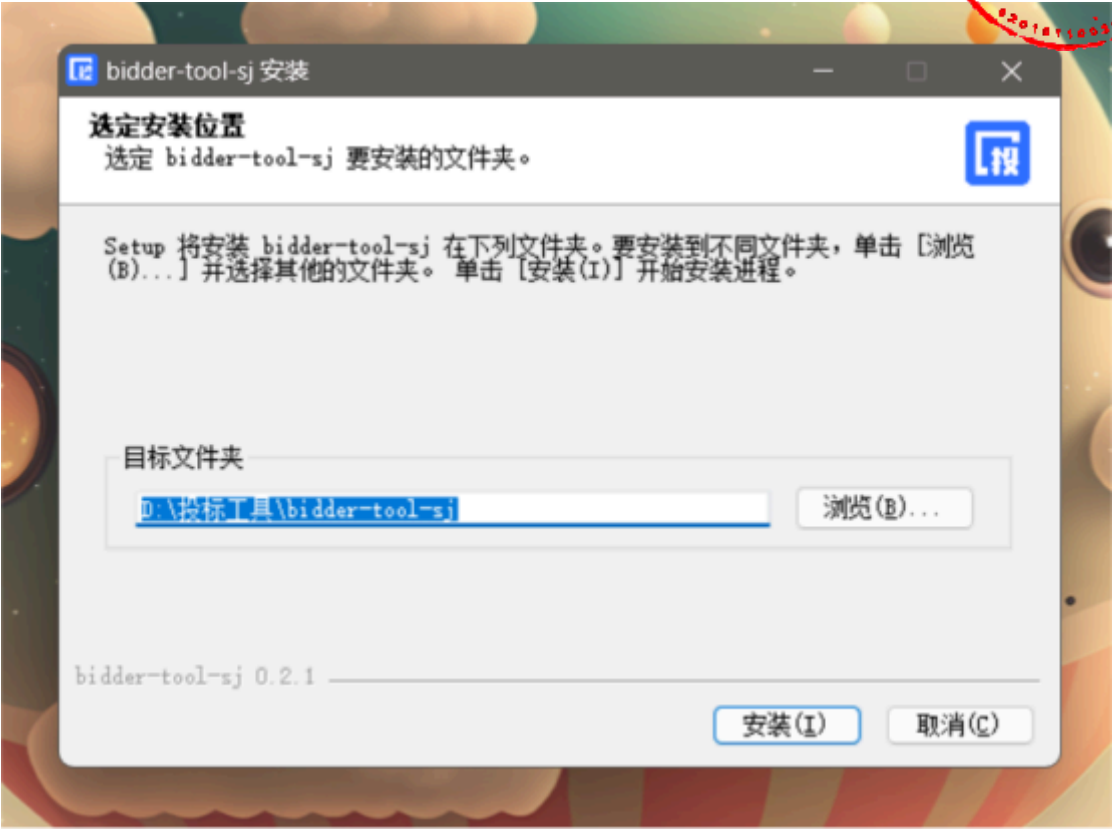 bidder-tool-sj 安装
选定安装位置
选定 bidder-tool-sj 要安装的文件夹。
投
Setup 将安装 bidder-tool-sj 在下列文件夹。要安装到不同文件夹，单击 [浏览
(B)...] 并选择其他的文件夹。 单击 [安装(I)] 开始安装进程。
目标文件夹
D:\投标工具\bidder-tool-sj
浏览(B)...
bidder-tool-sj 0.2.1
安装(I)
取消(C)